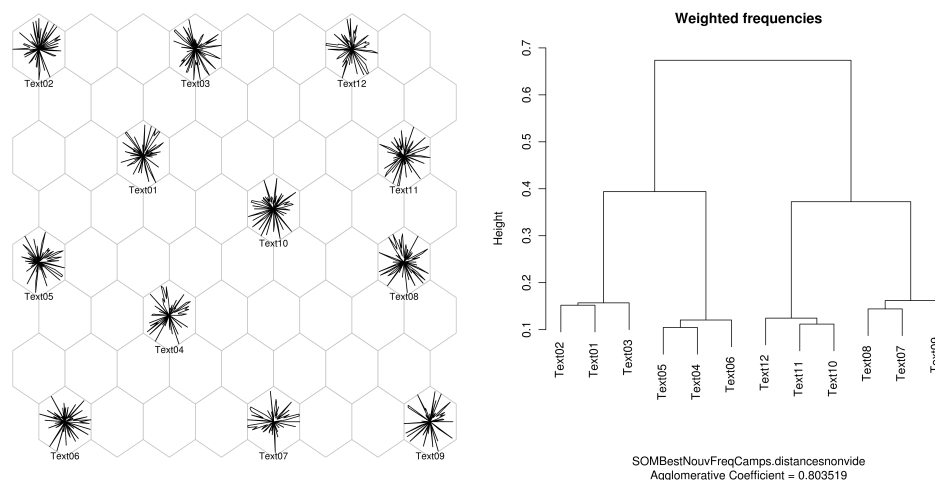 Text02
Text03
Text12
Text01
Text11
Text10
Text05
Text08
Text04
Text06
Text07
Text09
Weighted frequencies
Height
0.7
0.6
0.5
0.4
0.3
0.2
0.1
Text02
Text01
Text03
Text05
Text04
Text06
Text12
Text11
Text10
Text08
Text07
Text09
SOMBestNouvFreqCamps.distancesnonvide
Agglomerative Coefficient = 0.803519